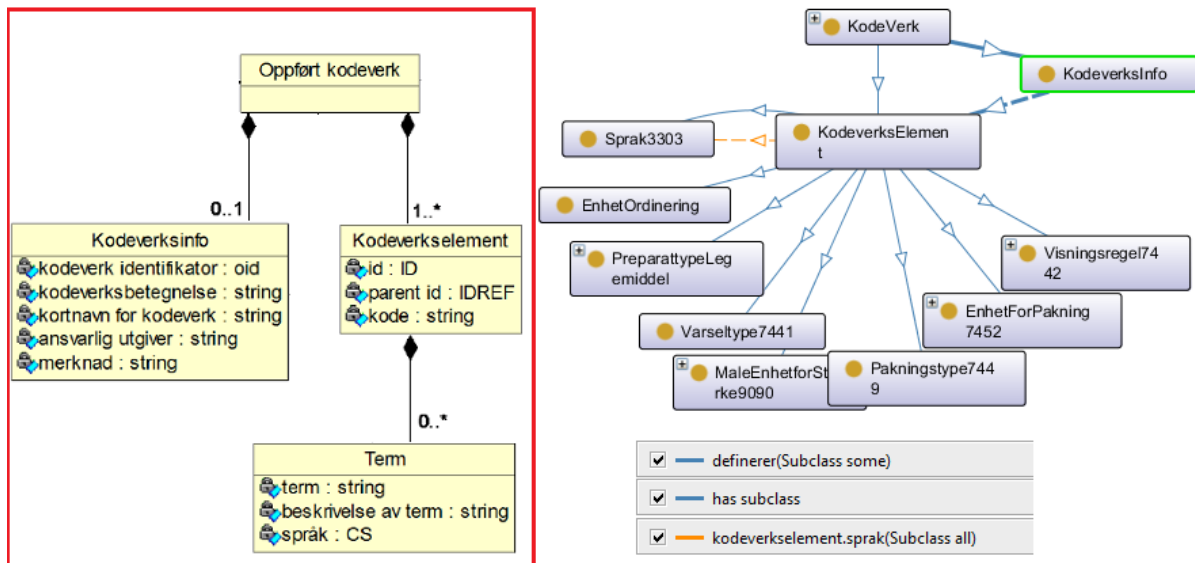 Oppført kodeverk
0..1
1..*
Kodeverksinfo
kodeverk identifikator : oid
kodeverksbetegnelse : string
kortnavn for kodeverk : string
ansvarlig utgiver : string
merknad : string
Kodeverkselement
id : ID
parent id : IDREF
kode : string
0..*
Term
term : string
beskrivelse av term : string
språk : CS
KodeVerk
KodeverksInfo
KodeverksElemen
t
Sprak3303
EnhetOrdinering
PreparattypeLeg
emiddel
Visningsregel74
42
EnhetForPakning
7452
Varseltype7441
MaleEnhetforSt
rke9090
Pakningstype744
9
definerer(Subclass some)
has subclass
kodeverkselement.sprak(Subclass all)